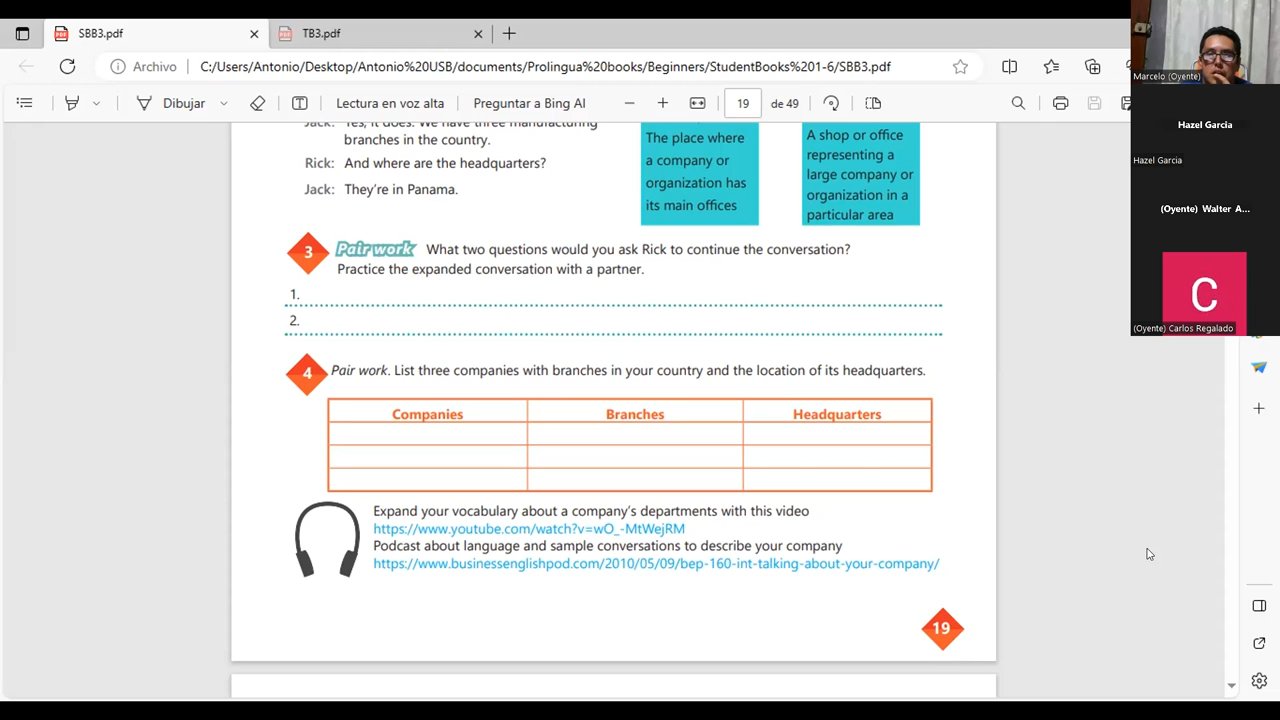 SBB3.pdf
TB3.pdf
Archivo
C:/Users/Antonio/Desktop/Antonio%20USB/documents/Prolingua%20books/Beginners/StudentBooks%201-6/SBB3.pdf
Dibujar
Lectura en voz alta
Preguntar a Bing AI
19
de 49
Marcelo (Oyente)
Hazel Garcia
Hazel Garcia
(Oyente) Walter A...
C
(Oyente) Carlos Regalado
Jack: Yes, it does. We have three manufacturing
branches in the country.
Rick: And where are the headquarters?
Jack: They're in Panama.
The place where
a company or
organization has
its main offices
A shop or office
representing a
large company or
organization in a
particular area
3 Pair work What two questions would you ask Rick to continue the conversation?
Practice the expanded conversation with a partner.
1.
2.
4 Pair work. List three companies with branches in your country and the location of its headquarters.
Companies Branches Headquarters
Expand your vocabulary about a company's departments with this video
https://www.youtube.com/watch?v=wO_-MtWejRM
Podcast about language and sample conversations to describe your company
https://www.businessenglishpod.com/2010/05/09/bep-160-int-talking-about-your-company/
19